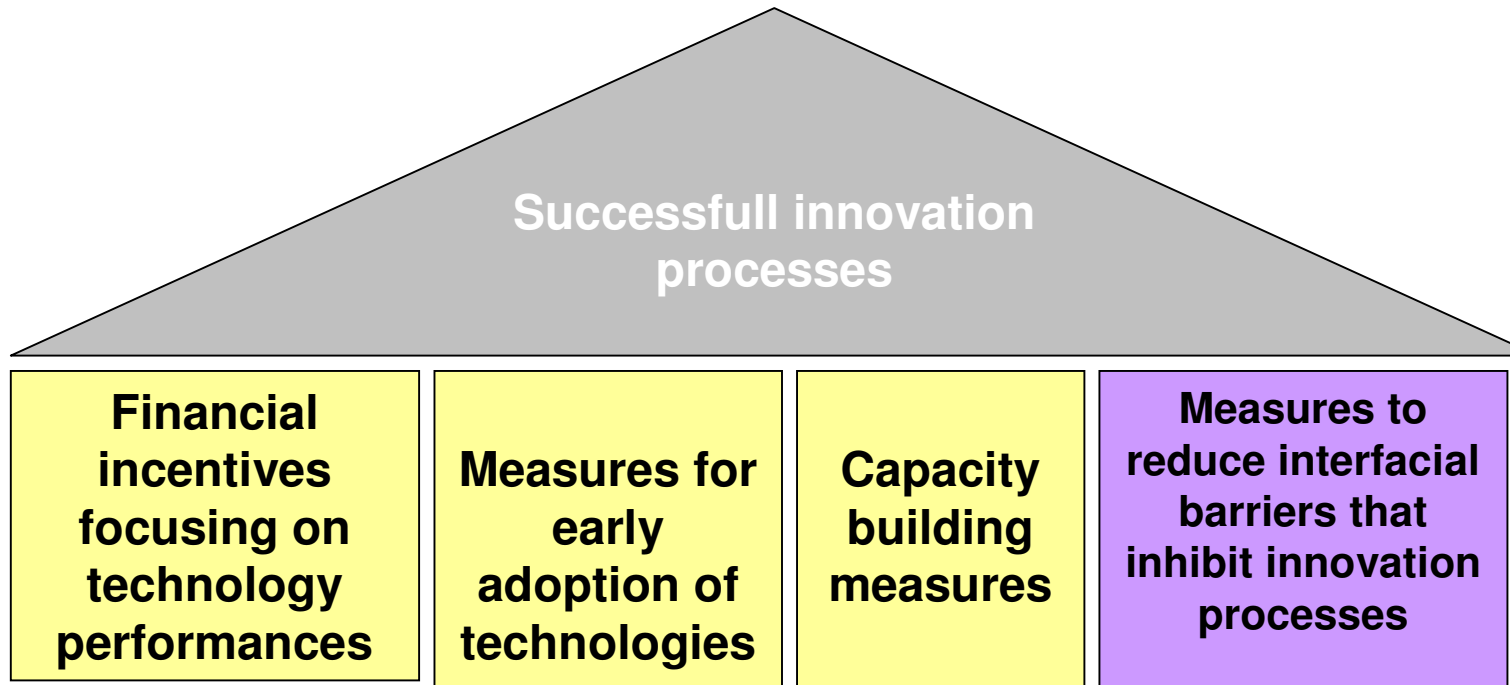 Successfull innovation
processes
Financial
incentives
focusing on
technology
performances
Measures for
early
adoption of
technologies
Capacity
building
measures
Measures to
reduce interfacial
barriers that
inhibit innovation
processes